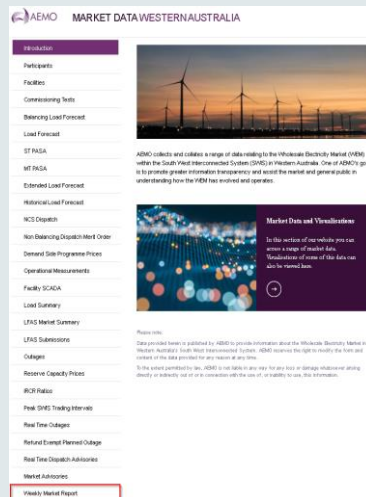 AEMO MARKET DATA WESTERN AUSTRALIA
Introduction
Participants
Facilities
Commissioning Tests
Balancing Load Forecast
Load Forecast
ST PASA
MT PASA
Extended Load Forecast
Historical Load Forecast
NCS Dispatch
Non Balancing Dispatch Merit Order
Demand Side Programme Prices
Operational Measurements
Facility SCADA
Load Summary
LFAS Market Summary
LFAS Submissions
Outages
Reserve Capacity Prices
IRCR Ratios
Peak SWIS Trading Intervals
Real Time Outages
Refund Exempt Planned Outage
Real Time Dispatch Advisories
Market Advisories
Weekly Market Report
AEMO collects and collates a range of data relating to the Wholesale Electricity Market (WEM)
within the South West Interconnected System (SWIS) in Western Australia. One of AEMO's go
is to promote greater information transparency and assist the market and general public in
understanding how the WEM has evolved and operates.
Market Data and Visualisations
In this section of our website you can
access a range of market data.
Visualisations of some of this data can
also be viewed here.
Please note:
Data provided herein is published by AEMO to provide information about the Wholesale Electricity Market in
Western Australia's South West Interconnected System. AEMO reserves the right to modify the form and
content of the data provided for any reason at any time.
To the extent permitted by law, AEMO is not liable in any way for any loss or damage whatsoever arising
directly or indirectly out of or in connection with the use of, or inability to use, this information.